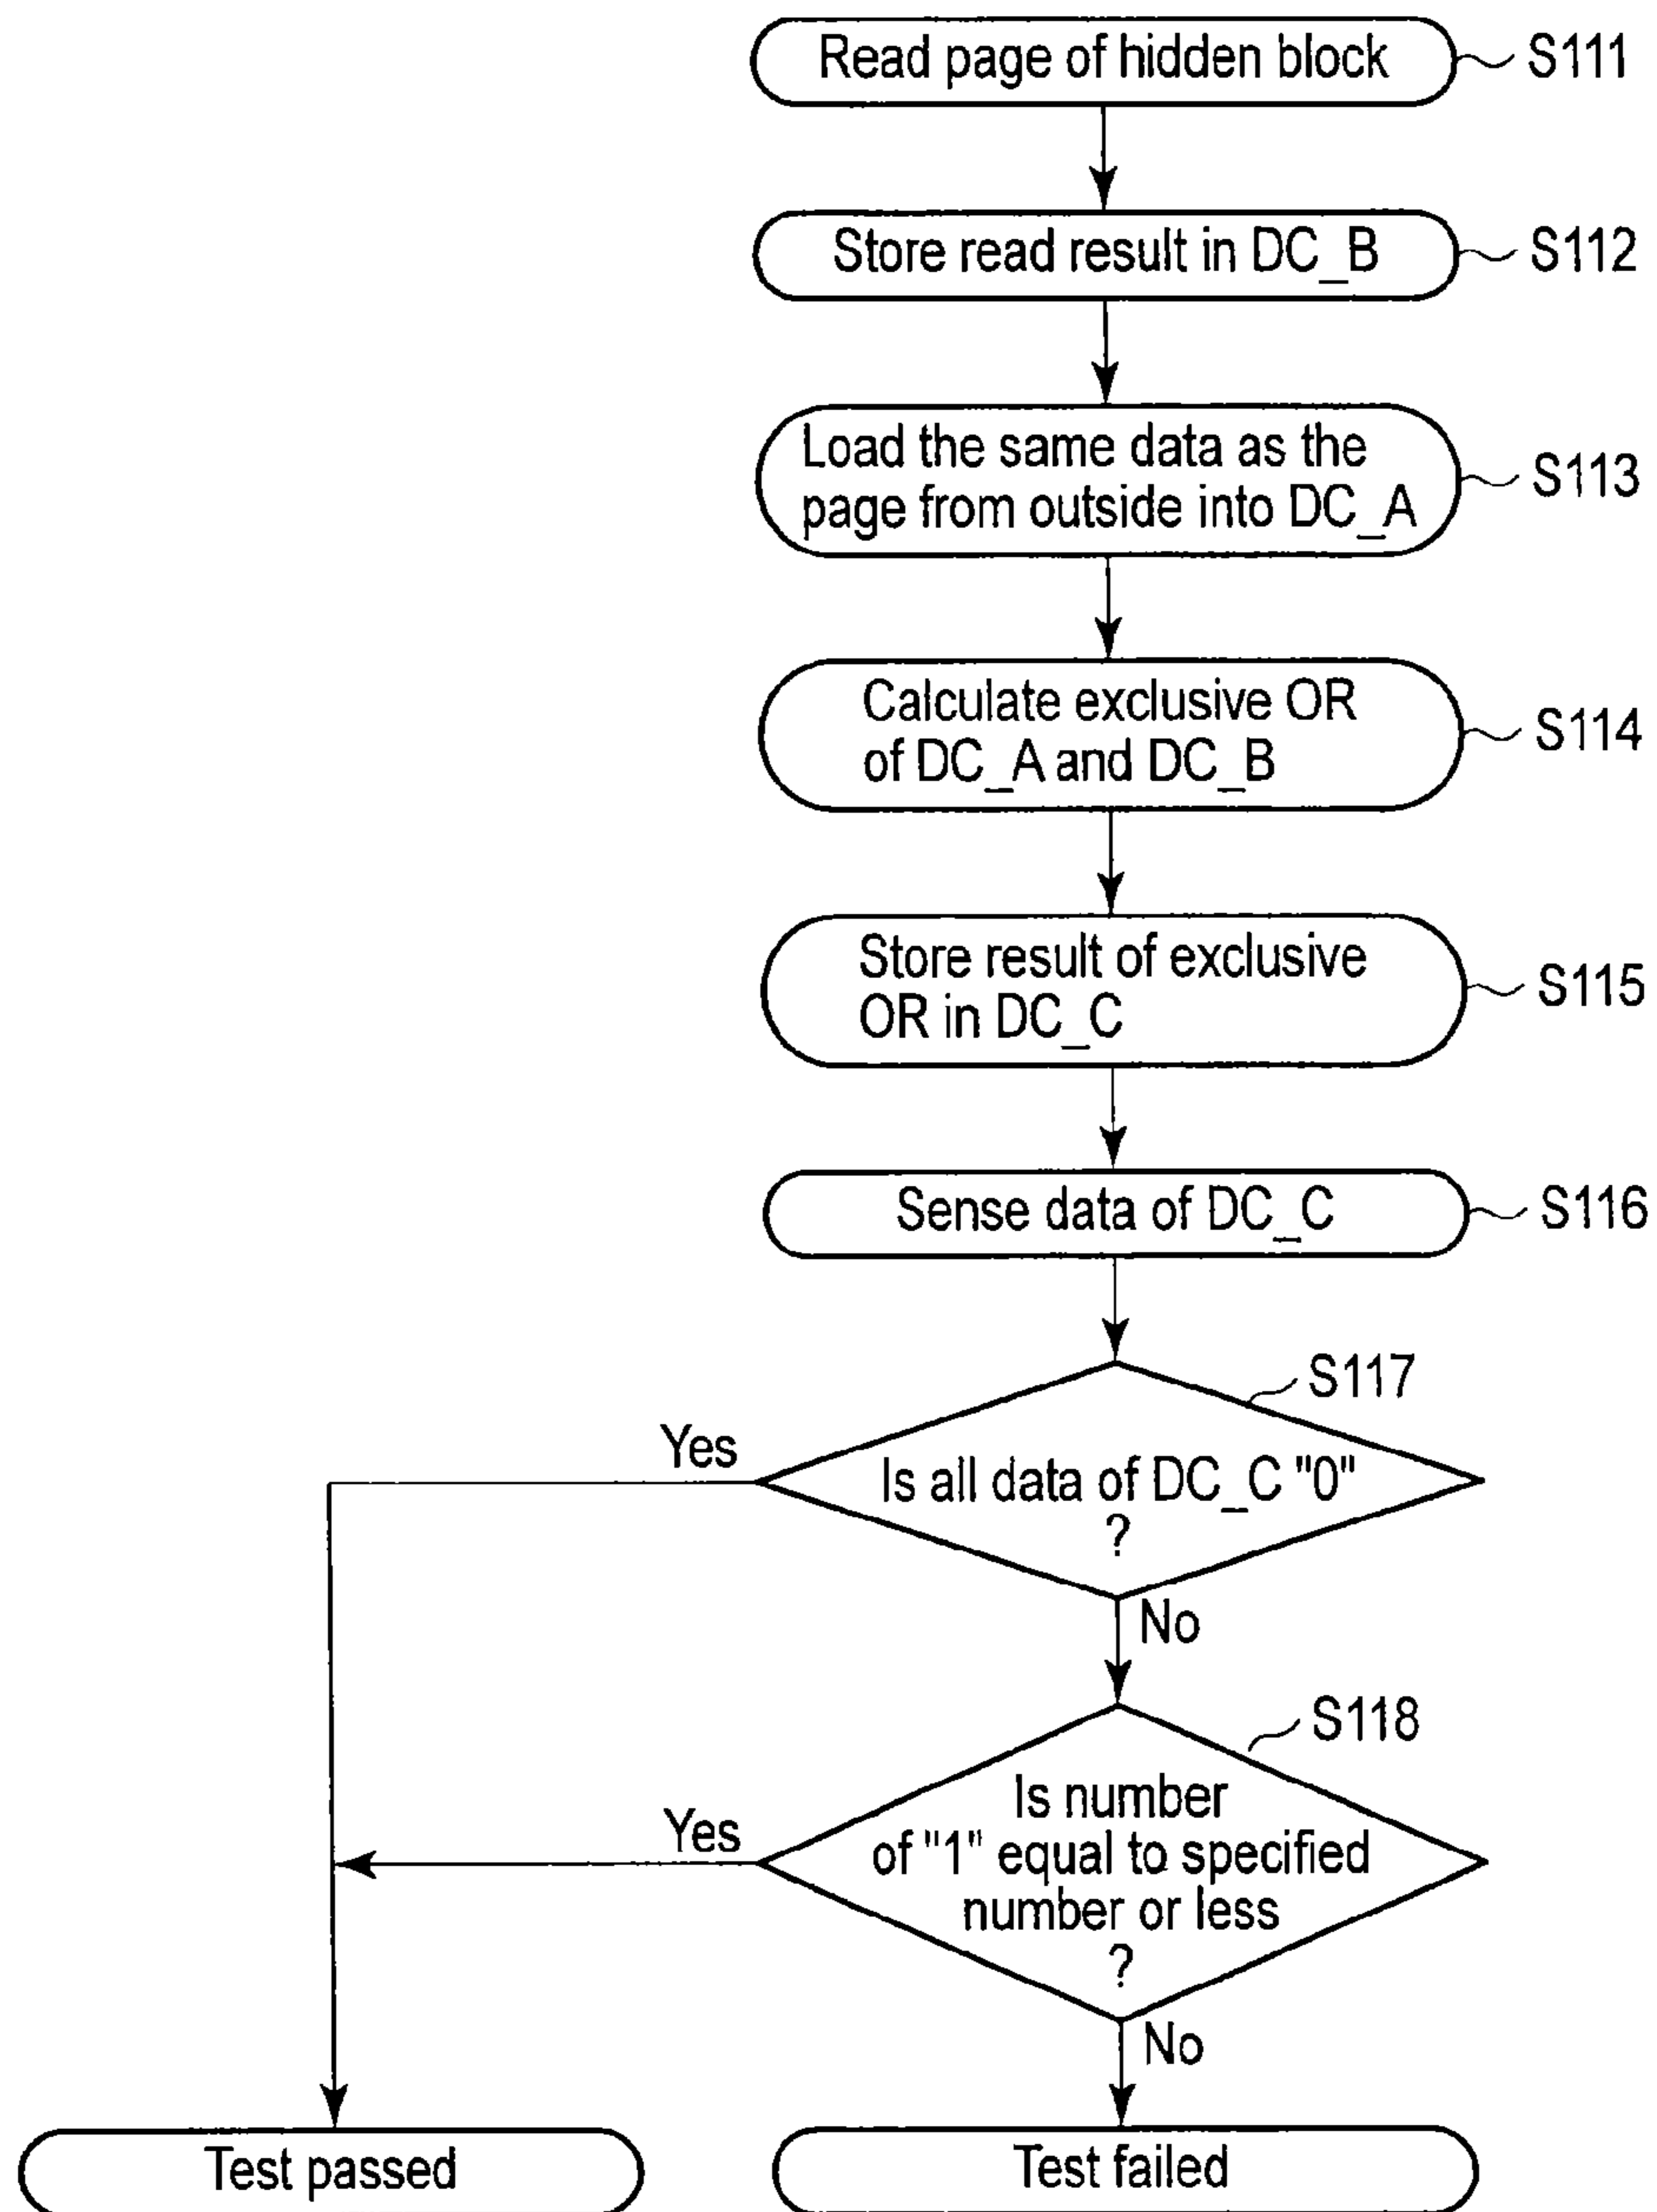 Read page of hidden block
S111
Store read result in DC_B
S112
Load the same data as the
page from outside into DC_A
S113
Calculate exclusive OR
of DC_A and DC_B
S114
Store result of exclusive
OR in DC_C
S115
Sense data of DC_C
S116
S117
Yes
Is all data of DC_C "0"
?
No
S118
Is number
Yes
of "1" equal to specified
number or less
?
No
Test passed
Test failed